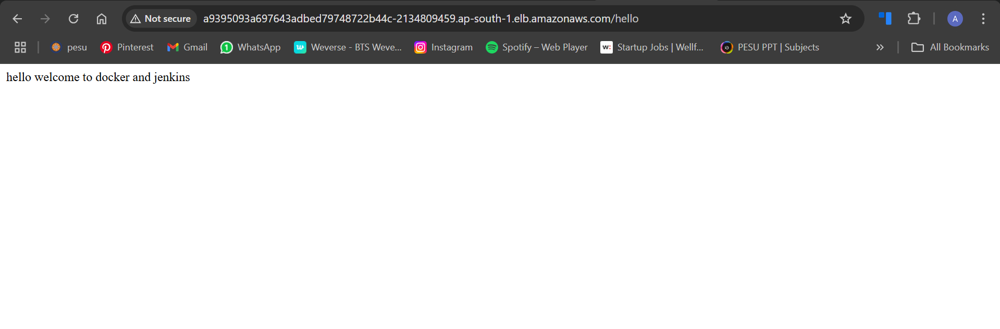 Not secure a9395093a697643adbed79748722b44c-2134809459.ap-south-1.elb.amazonaws.com/hello A
pesu Pinterest Gmail 1 WhatsApp w Weverse - BTS Weve... Instagram Spotify – Web Player w: Startup Jobs | Wellf... PESU PPT | Subjects » All Bookmarks
hello welcome to docker and jenkins